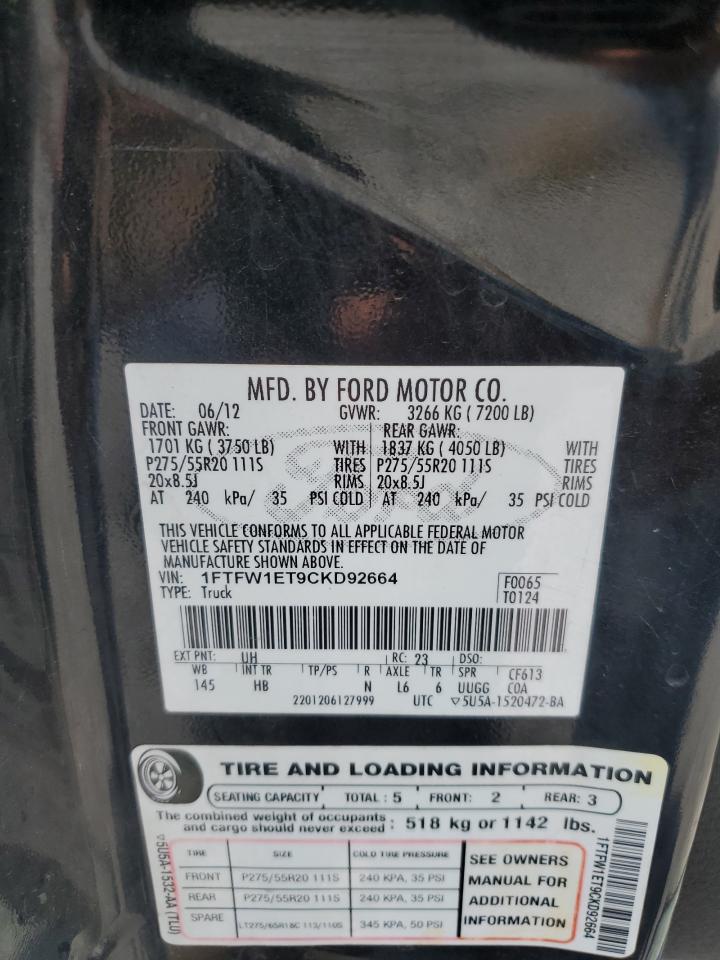 MFD. BY FORD MOTOR CO.
DATE: 06/12 GVWR: 3266 KG ( 7200 LB)
FRONT GAWR: REAR GAWR:
1701 KG ( 3750 LB) WITH 1837 KG ( 4050 LB) WITH
P275/55R20 111S TIRES P275/55R20 111S TIRES
20x8.5J RIMS 20x8.5J RIMS
AT 240 kPa/ 35 PSI COLD AT 240 kPa/ 35 PSI COLD
THIS VEHICLE CONFORMS TO ALL APPLICABLE FEDERAL MOTOR
VEHICLE SAFETY STANDARDS IN EFFECT ON THE DATE OF
MANUFACTURE SHOWN ABOVE.
VIN: 1FTFW1ET9CKD92664 F0065
TYPE: Truck T0124
EXT PNT: UH RC: 23 DSO:
WB INT TR TP/PS R AXLE TR SPR CF613
145 HB N L6 6 UUGG COA
2201206127999 UTC ▽5U5A-1520472-BA
TIRE AND LOADING INFORMATION
SEATING CAPACITY TOTAL : 5 FRONT: 2 REAR: 3
The combined weight of occupants
and cargo should never exceed : 518 kg or 1142 lbs.
TIRE SIZE COLD TIRE PRESSURE
FRONT P275/55R20 111S 240 KPA, 35 PSI
REAR P275/55R20 111S 240 KPA, 35 PSI
SPARE LT275/65R18C 113/110S 345 KPA, 50 PSI
SEE OWNERS
MANUAL FOR
ADDITIONAL
INFORMATION
▽5U5A-1532-AA (TLU)
1FTFW1ET9CKD92664